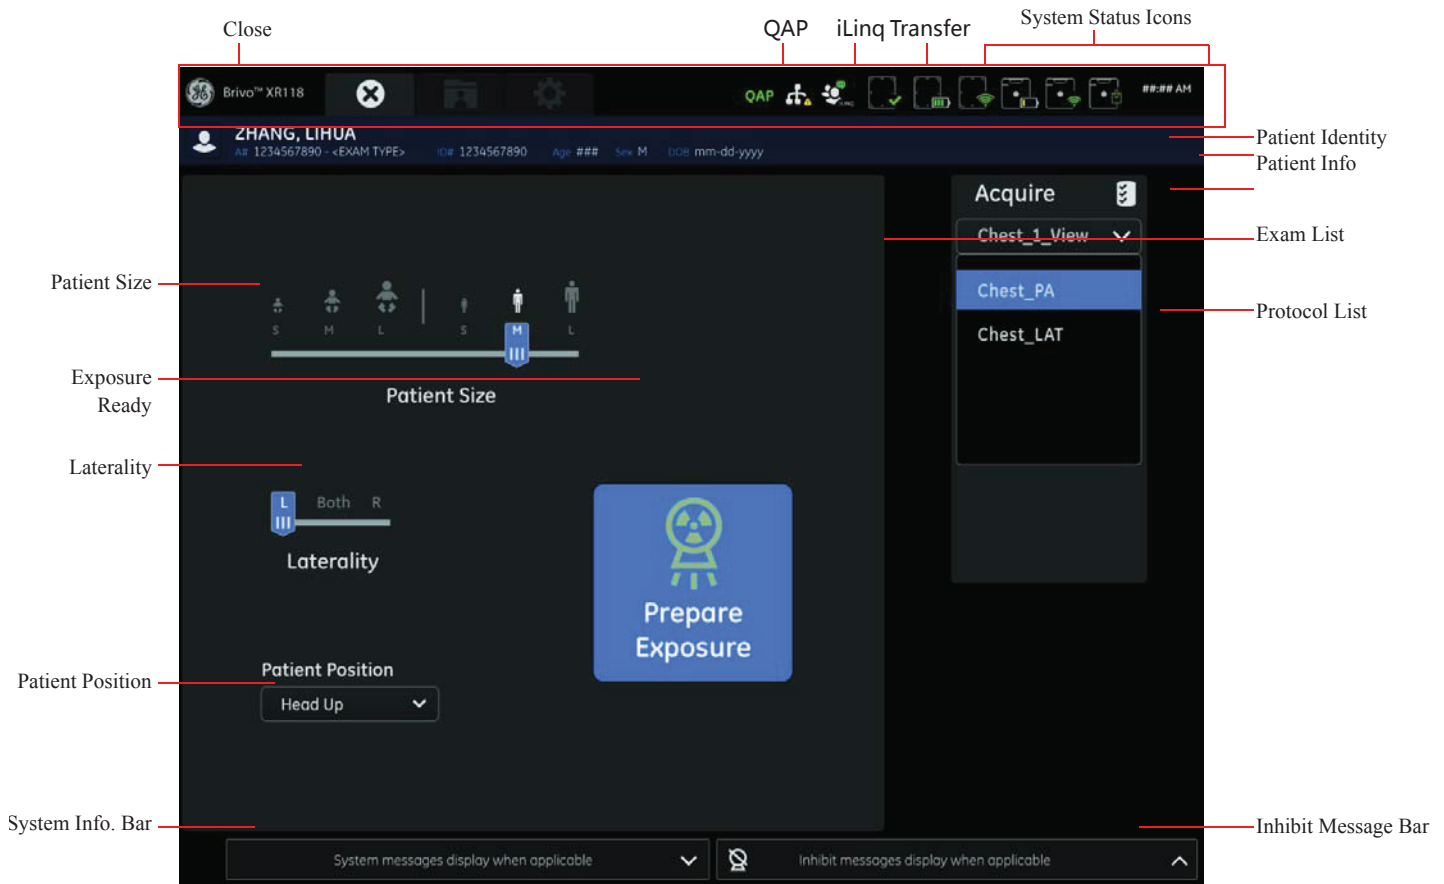 Close
QAP
iLinq Transfer
System Status Icons
Brivo™ XR118
QAP
##:## AM
ZHANG, LIHUA
A# 1234567890 - <EXAM TYPE> ID# 1234567890 Age ### Sex M DOB mm-dd-yyyy
Patient Identity
Patient Info
Acquire
Chest_1_View
Exam List
Chest_PA
Chest_LAT
Protocol List
Patient Size
S M L S M L
Patient Size
Exposure
Ready
Laterality
L Both R
Laterality
Prepare
Exposure
Patient Position
Patient Position
Head Up
System Info. Bar
Inhibit Message Bar
System messages display when applicable
Inhibit messages display when applicable